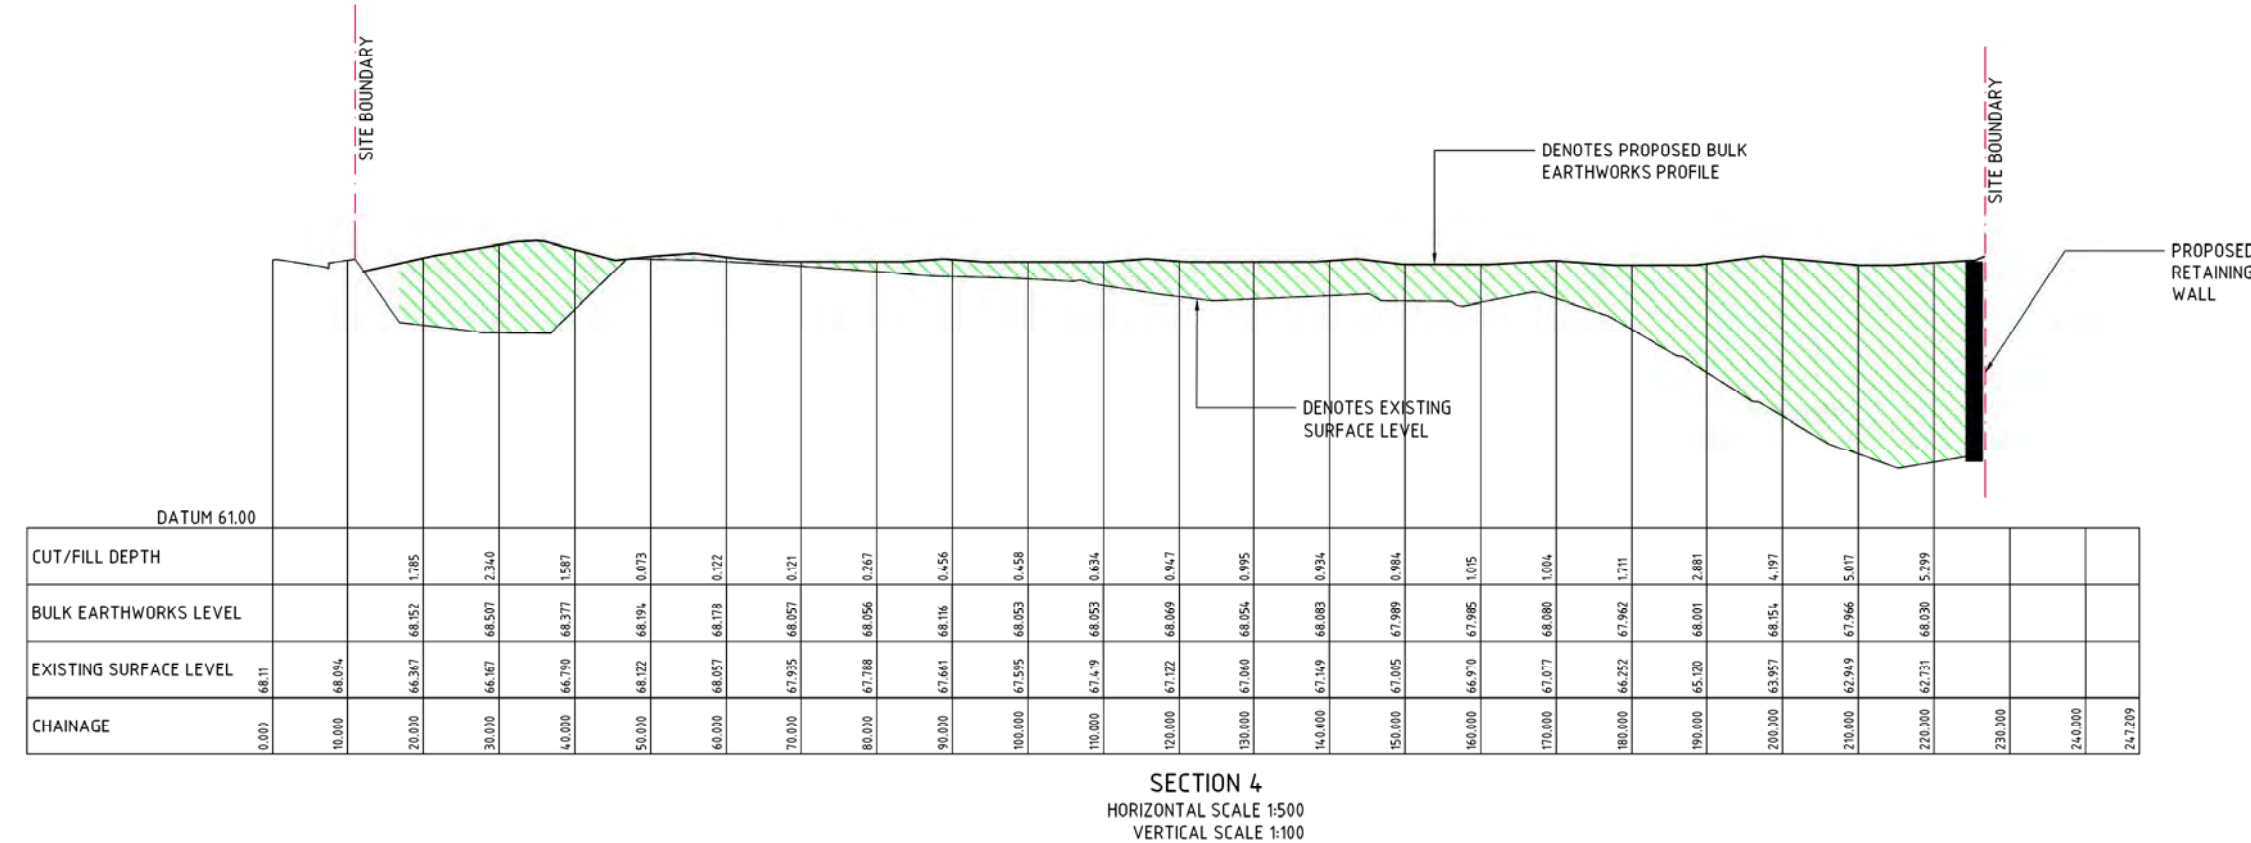 SITE BOUNDARY
SITE BOUNDARY
DENOTES PROPOSED BULK
EARTHWORKS PROFILE
PROPOSED
RETAINING
WALL
DENOTES EXISTING
SURFACE LEVEL
DATUM 61.00
CUT/FILL DEPTH 1.785 2.340 1.587 0.073 0.122 0.121 0.267 0.456 0.458 0.634 0.947 0.995 0.934 0.984 1.015 1.004 1.711 2.881 4.197 5.017 5.299
BULK EARTHWORKS LEVEL 68.152 68.507 68.377 68.194 68.178 68.057 68.056 68.116 68.053 68.053 68.069 68.054 68.083 67.989 67.985 68.080 67.962 68.001 68.154 67.966 68.030
EXISTING SURFACE LEVEL 68.11 68.094 66.367 66.167 66.790 68.122 68.057 67.935 67.788 67.661 67.595 67.419 67.122 67.060 67.149 67.005 66.970 67.077 66.252 65.120 63.957 62.949 62.731
CHAINAGE 0.000 10.000 20.000 30.000 40.000 50.000 60.000 70.000 80.000 90.000 100.000 110.000 120.000 130.000 140.000 150.000 160.000 170.000 180.000 190.000 200.000 210.000 220.000 230.000 240.000 247.209
SECTION 4
HORIZONTAL SCALE 1:500
VERTICAL SCALE 1:100